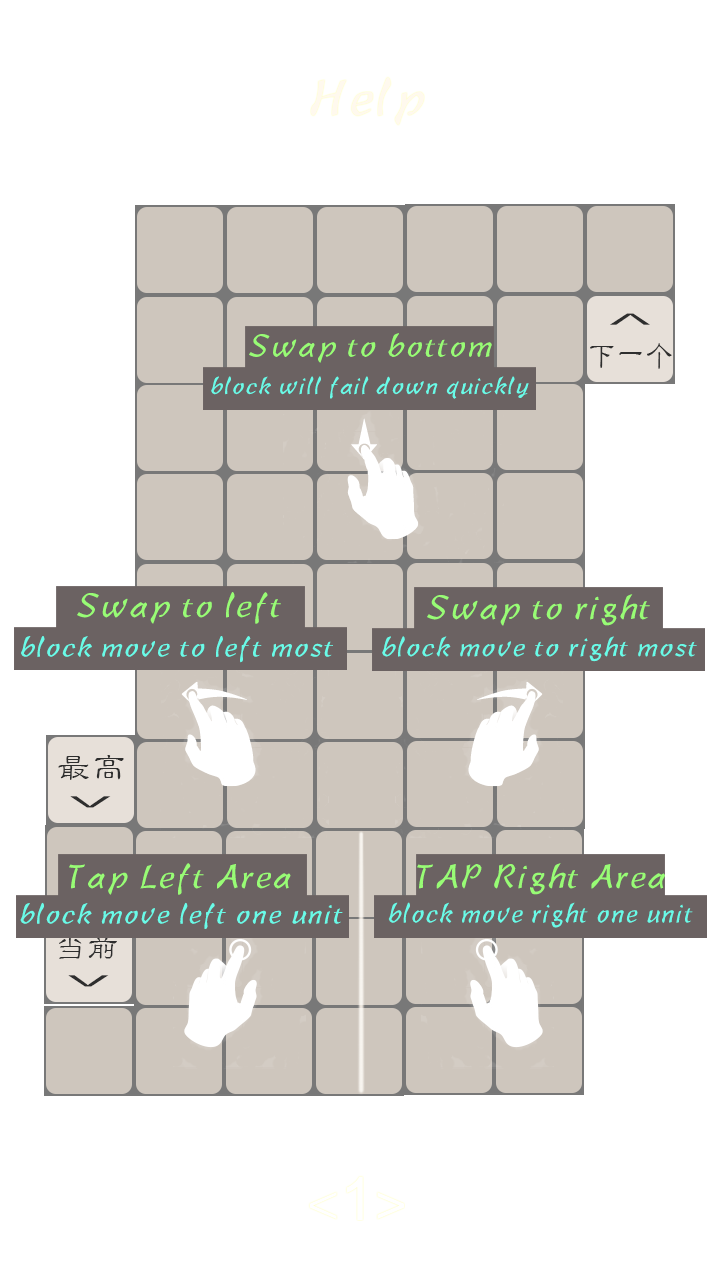 Help
Swap to bottom
下一个
block will fail down quickly
Swap to left
Swap to right
block move to left most
block move to right most
最高
Tap Left Area
TAP Right Area
block move left one unit
block move right one unit
当前
<1>